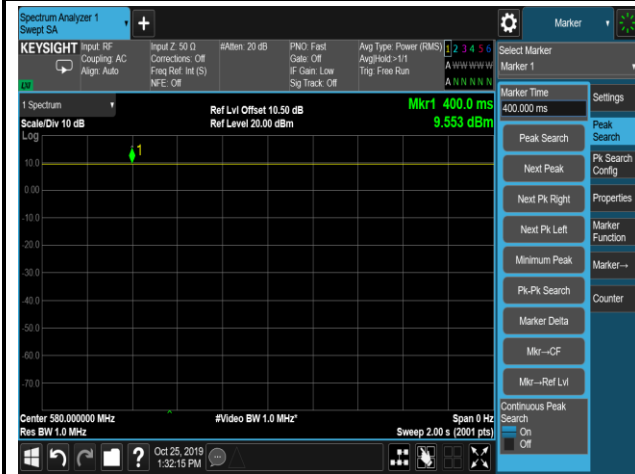 Spectrum Analyzer 1
Swept SA
+
Marker
KEYSIGHT
Input: RF
Coupling: AC
Align: Auto
Input Z: 50 Ω
Corrections: Off
Freq Ref: Int (S)
NFE: Off
#Atten: 20 dB
PNO: Fast
Gate: Off
IF Gain: Low
Sig Track: Off
Avg Type: Power (RMS)
Avg|Hold:>1/1
Trig: Free Run
1 2 3 4 5 6
A W W W W W
A N N N N N
Select Marker
Marker 1
1 Spectrum
Scale/Div 10 dB
Ref Lvl Offset 10.50 dB
Ref Level 20.00 dBm
Mkr1 400.0 ms
9.553 dBm
Log
1
10.0
0.00
-10.0
-20.0
-30.0
-40.0
-50.0
-60.0
-70.0
Center 580.000000 MHz
Res BW 1.0 MHz
#Video BW 1.0 MHz*
Span 0 Hz
Sweep 2.00 s (2001 pts)
Marker Time
400.000 ms
Peak Search
Next Peak
Next Pk Right
Next Pk Left
Minimum Peak
Pk-Pk Search
Marker Delta
Mkr→CF
Mkr→Ref Lvl
Continuous Peak
Search
On
Off
Settings
Peak
Search
Pk Search
Config
Properties
Marker
Function
Marker→
Counter
?
Oct 25, 2019
1:32:15 PM